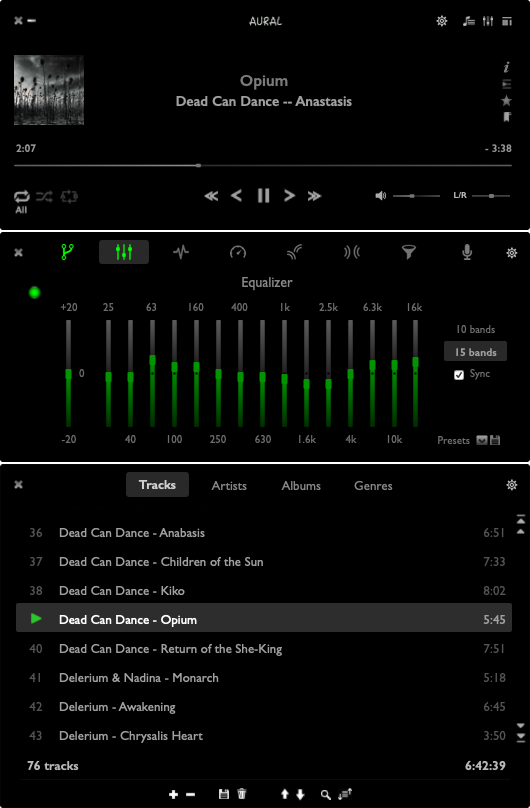 AURAL
Opium
Dead Can Dance -- Anastasis
2:07 - 3:38
All L/R
Equalizer
+20 25 63 160 400 1k 2.5k 6.3k 16k
10 bands
15 bands
0 Sync
-20 40 100 250 630 1.6k 4k 10k Presets
Tracks Artists Albums Genres
36 Dead Can Dance - Anabasis 6:51
37 Dead Can Dance - Children of the Sun 7:33
38 Dead Can Dance - Kiko 8:02
Dead Can Dance - Opium 5:45
40 Dead Can Dance - Return of the She-King 7:51
41 Delerium & Nadina - Monarch 5:18
42 Delerium - Awakening 6:45
43 Delerium - Chrysalis Heart 3:50
76 tracks 6:42:39